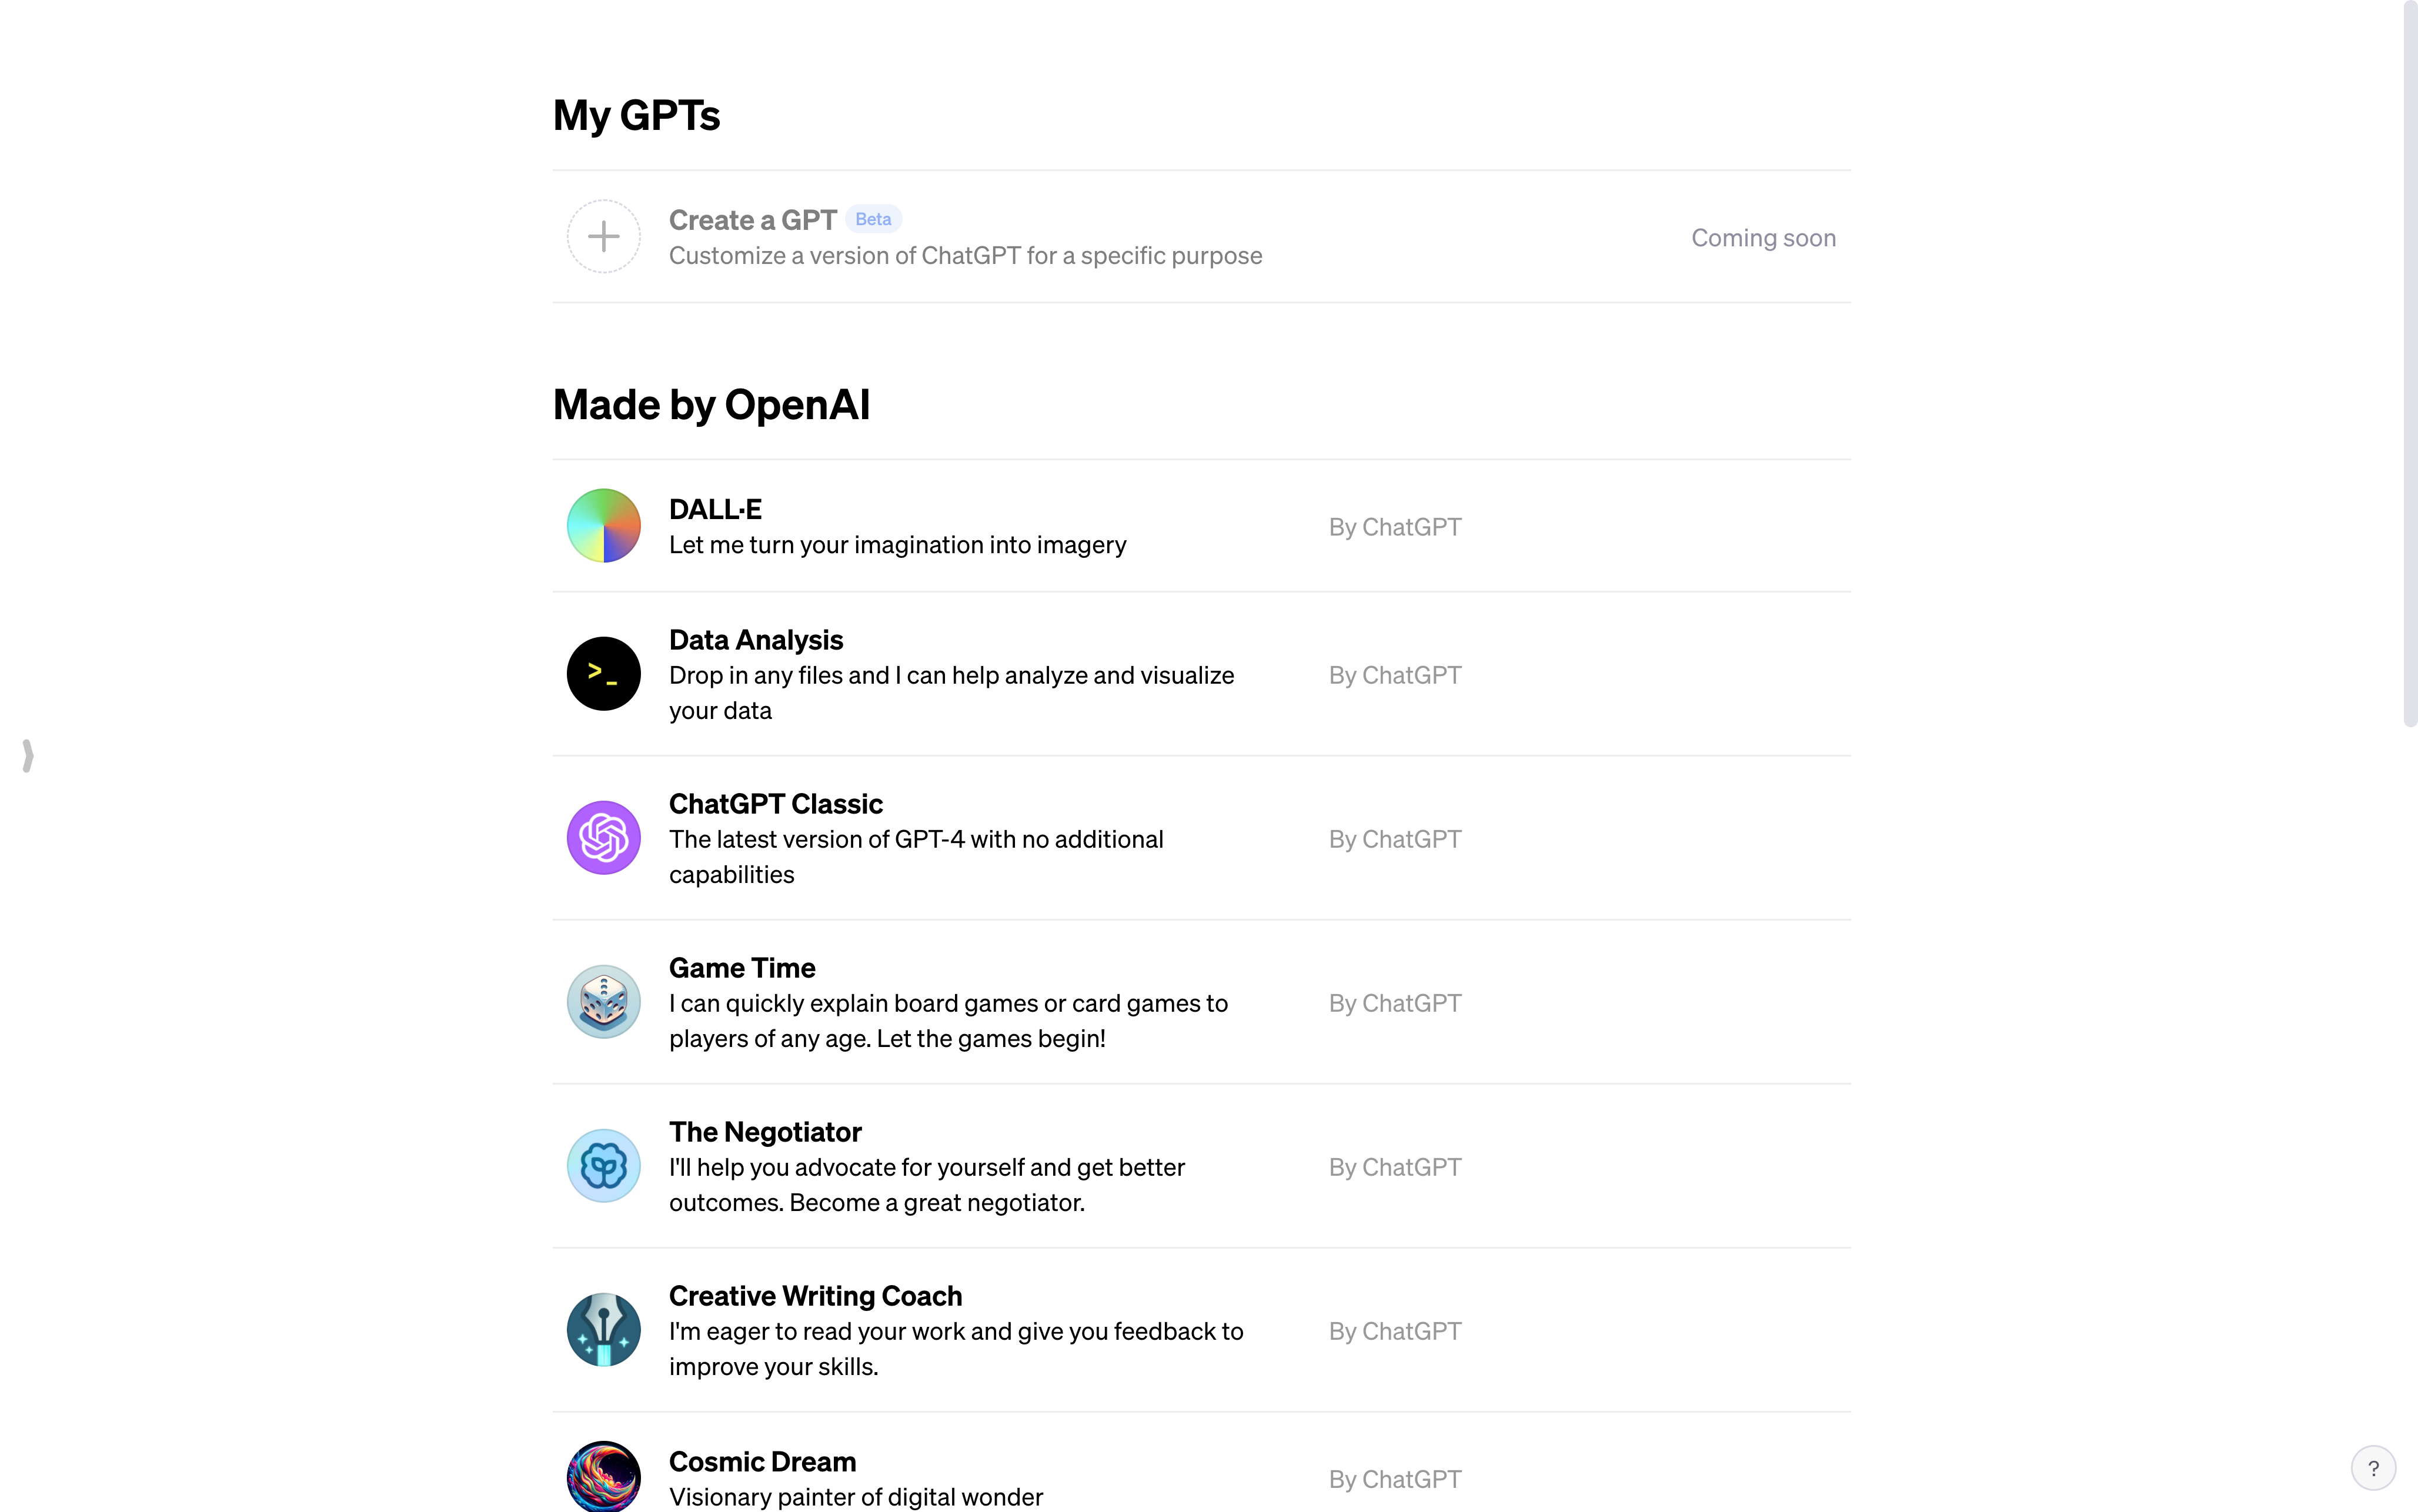 My GPTs
Create a GPT Beta
Customize a version of ChatGPT for a specific purpose
Coming soon
Made by OpenAI
DALL·E
Let me turn your imagination into imagery
By ChatGPT
Data Analysis
Drop in any files and I can help analyze and visualize
your data
By ChatGPT
ChatGPT Classic
The latest version of GPT-4 with no additional
capabilities
By ChatGPT
Game Time
I can quickly explain board games or card games to
players of any age. Let the games begin!
By ChatGPT
The Negotiator
I'll help you advocate for yourself and get better
outcomes. Become a great negotiator.
By ChatGPT
Creative Writing Coach
I'm eager to read your work and give you feedback to
improve your skills.
By ChatGPT
Cosmic Dream
Visionary painter of digital wonder
By ChatGPT
?